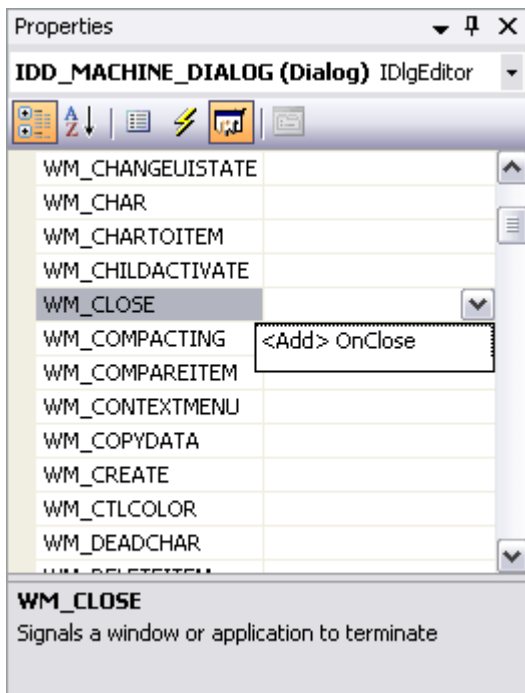 Properties
IDD_MACHINE_DIALOG (Dialog) IDlgEditor
WM_CHANGEUISTATE
WM_CHAR
WM_CHARTOITEM
WM_CHILDACTIVATE
WM_CLOSE
WM_COMPACTING
<Add> OnClose
WM_COMPAREITEM
WM_CONTEXTMENU
WM_COPYDATA
WM_CREATE
WM_CTLCOLOR
WM_DEADCHAR
WM_CLOSE
Signals a window or application to terminate